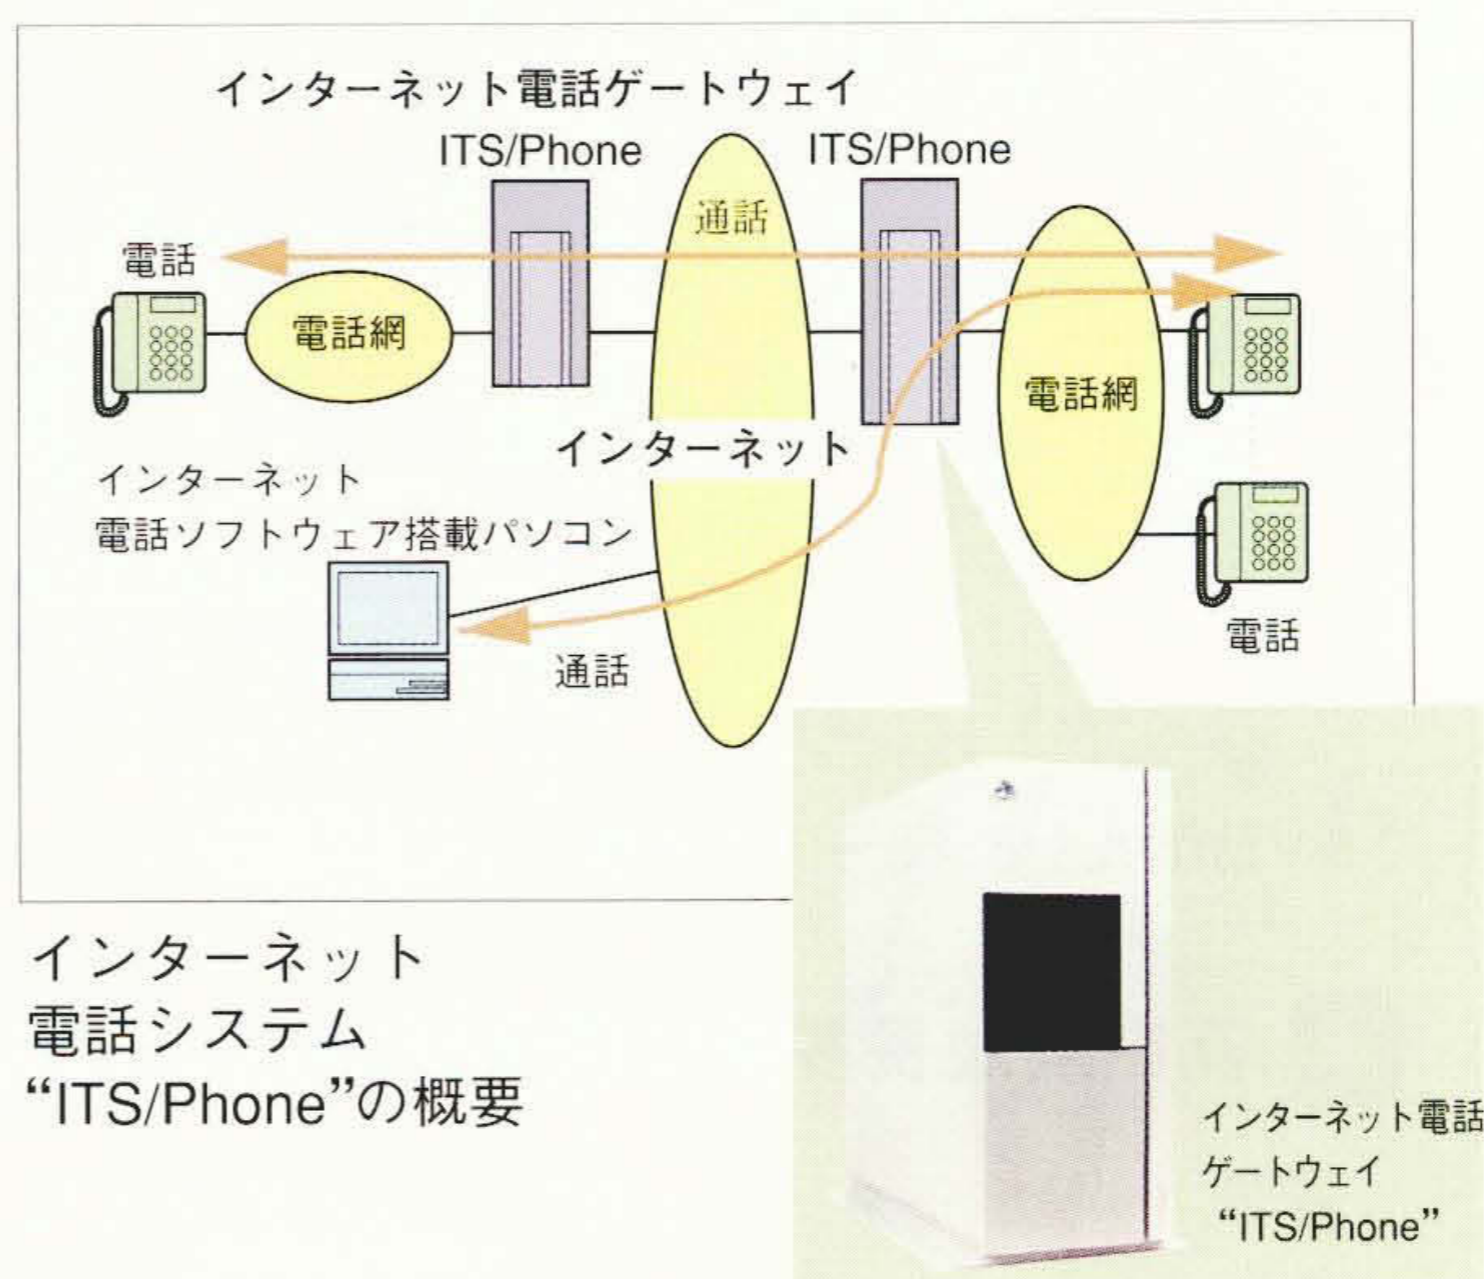 インターネット電話ゲートウェイ
ITS/Phone
ITS/Phone
通話
電話
電話網
電話網
インターネット
インターネット
電話ソフトウェア搭載パソコン
通話
電話
インターネット
電話システム
“ITS/Phone”の概要
インターネット電話
ゲートウェイ
“ITS/Phone”